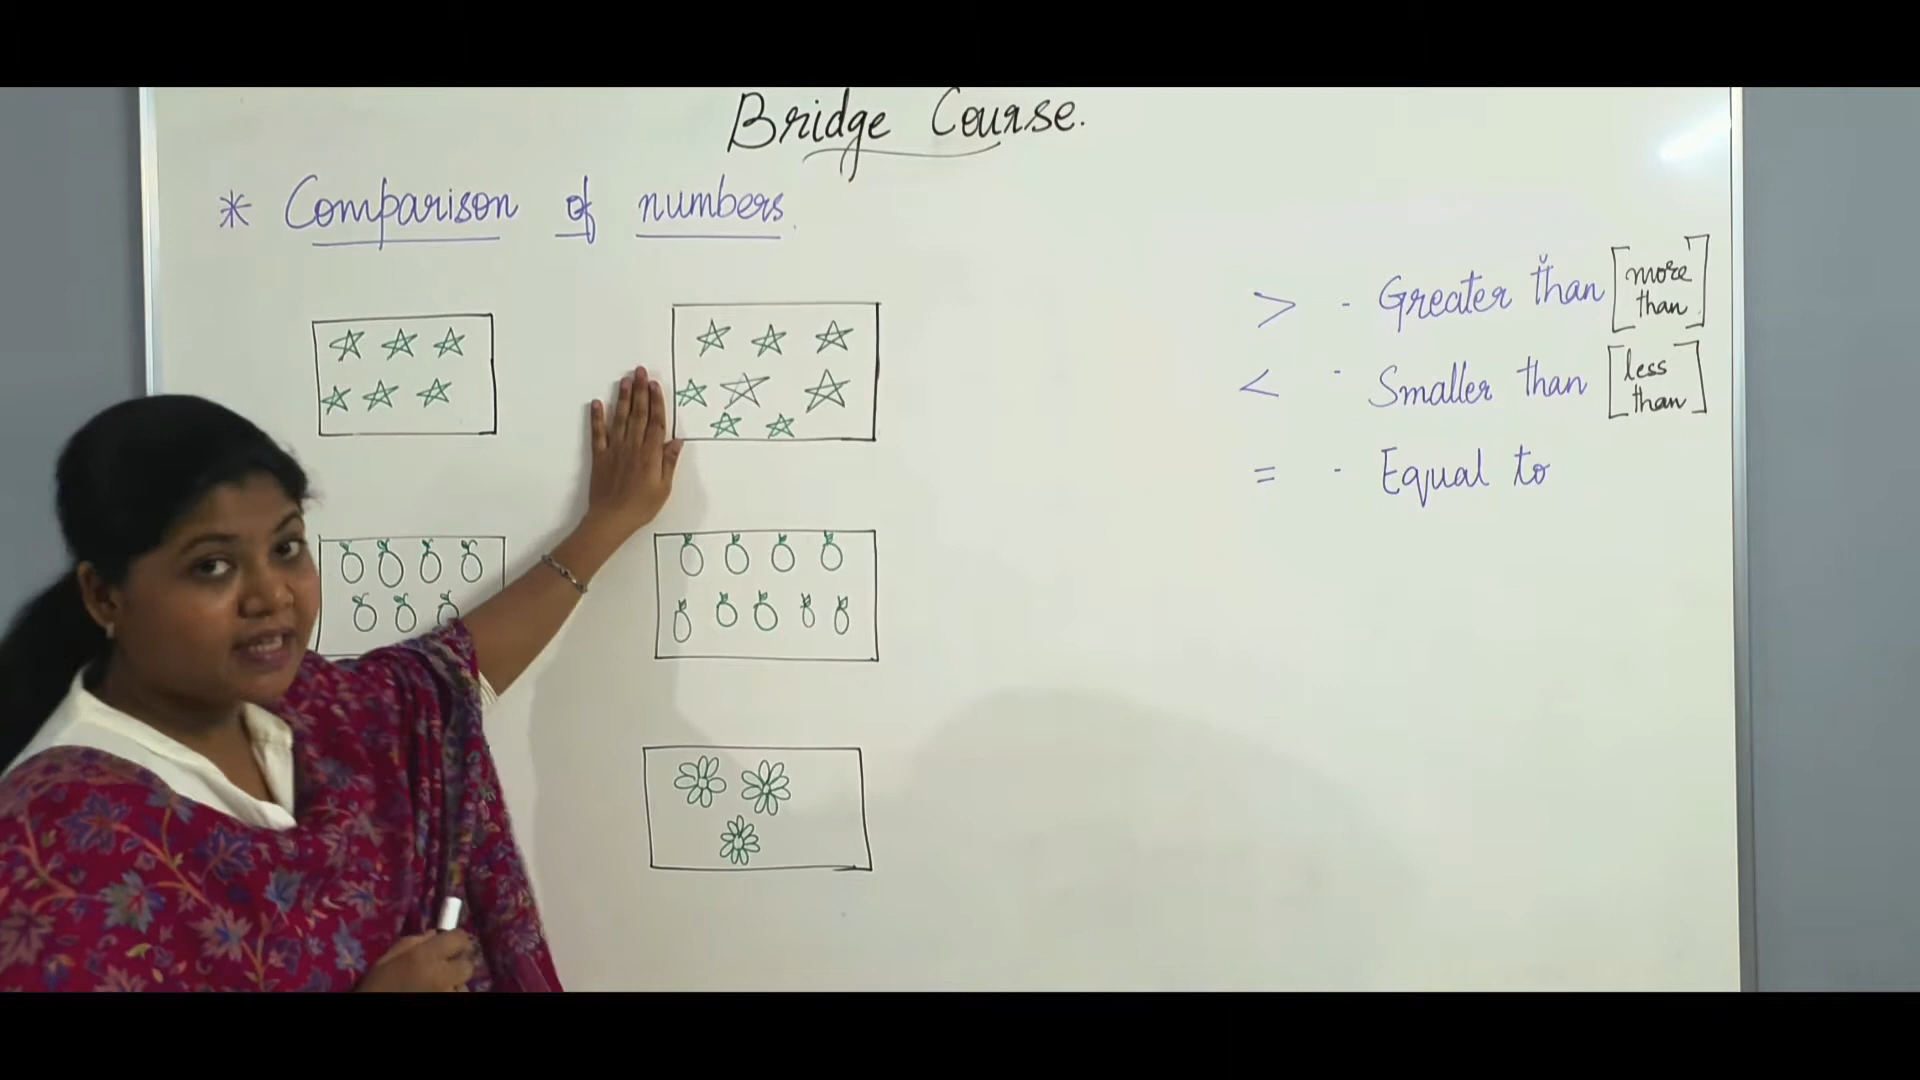 Bridge Course.
* Comparison of numbers.
> - Greater than [more than]
< - Smaller than [less than]
= - Equal to